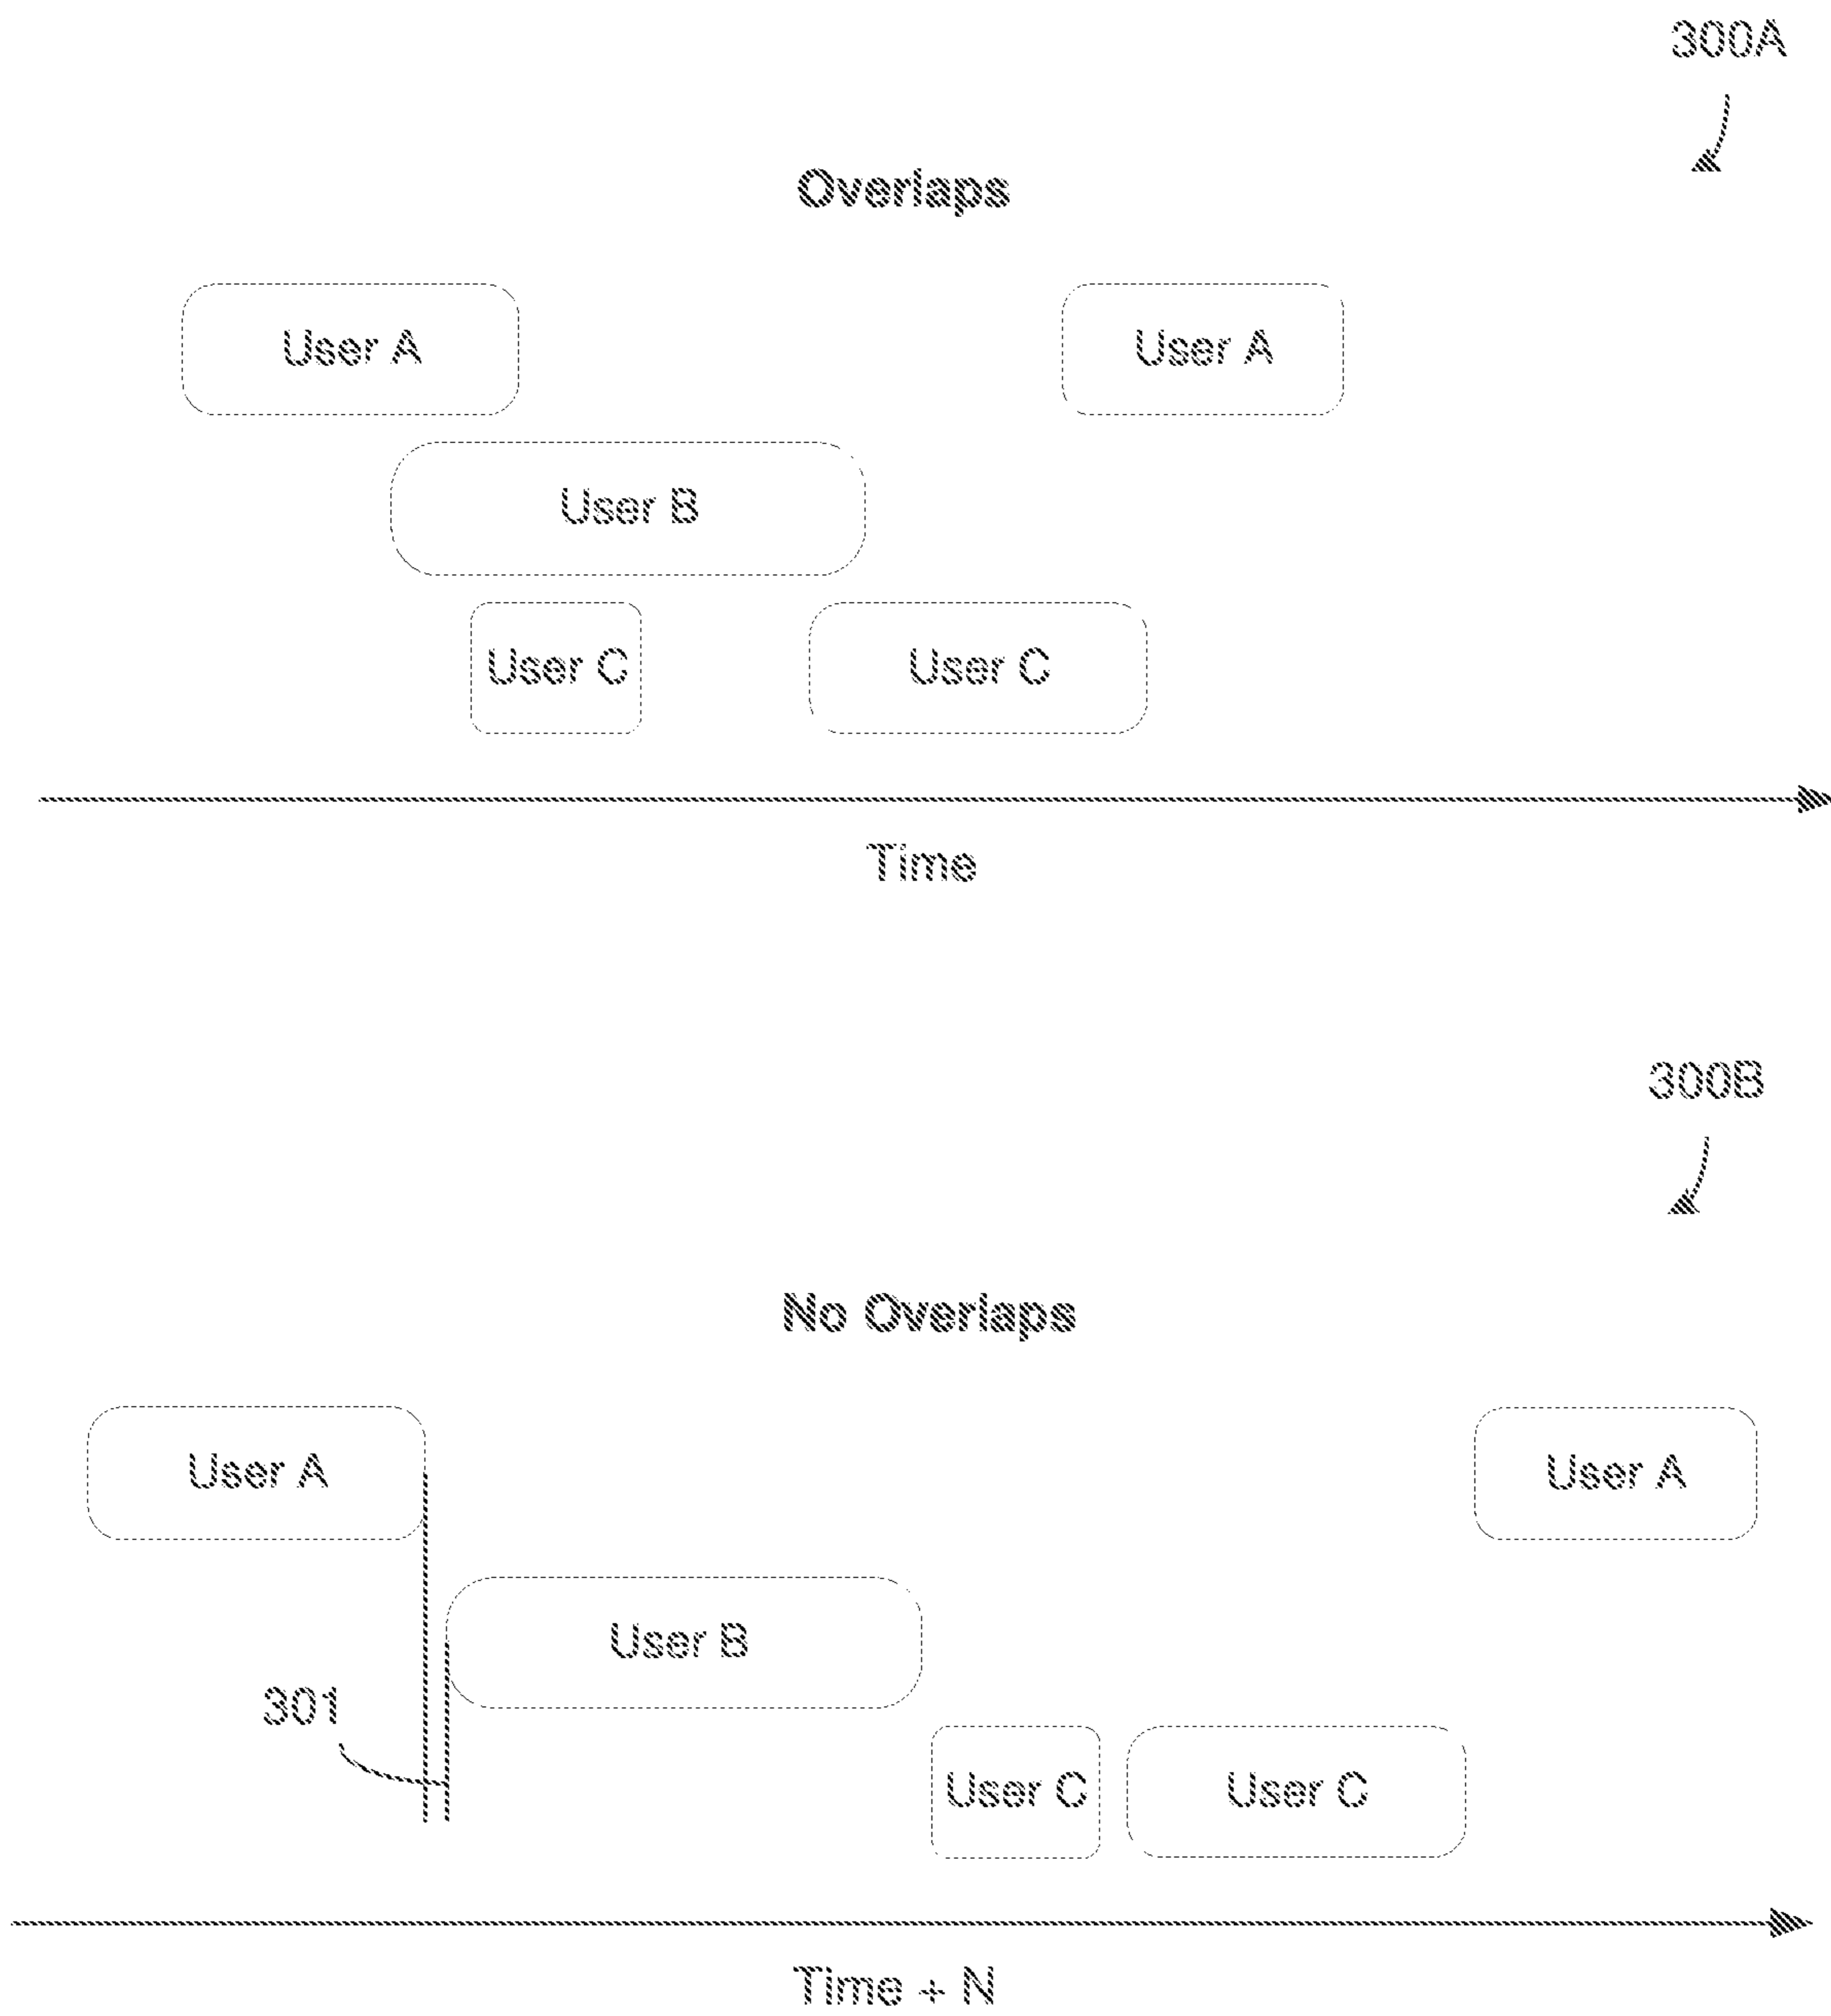 300A
Overlaps
User A
User A
User B
User C
User C
Time
300B
No Overlaps
User A
User A
User B
301
User C
User C
Time + N